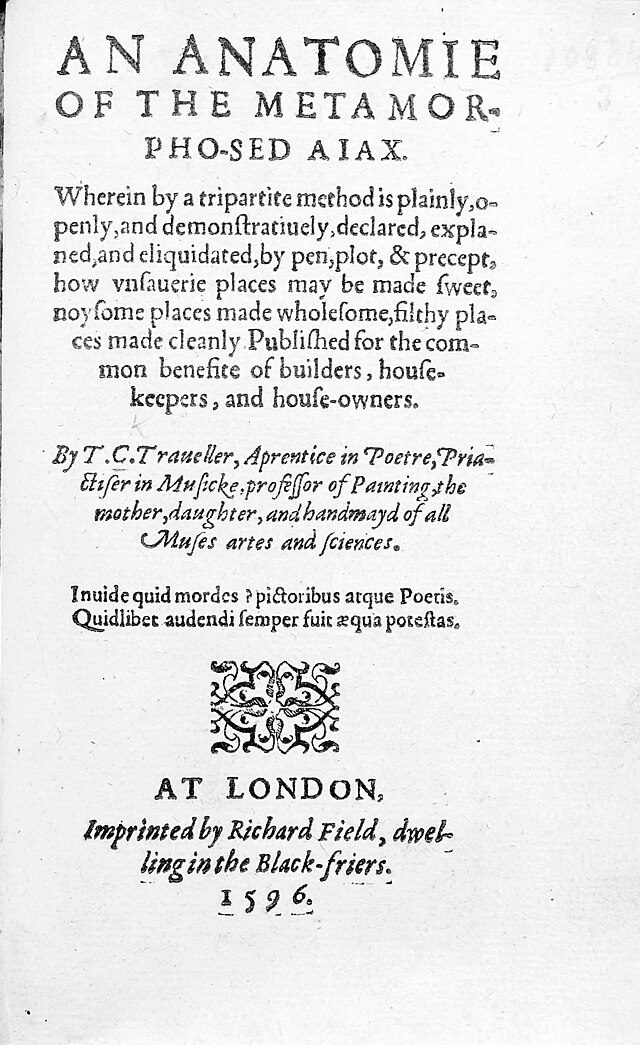 AN ANATOMIE
OF THE METAMOR-
PHO-SED AIAX.
Wherein by a tripartite method is plainly, o-
penly, and demonſtratiuely, declared, expla-
ned, and eliquidated, by pen, plot, & precept,
how vnſauerie places may be made ſweet,
noyſome places made wholeſome, filthy pla-
ces made cleanly. Publiſhed for the com-
mon benefite of builders, houſe-
keepers, and houſe-owners.
By T.C. Traueller, Aprentice in Poetre, Pra-
ctiſer in Muſicke, profeſſor of Painting, the
mother, daughter, and handmayd of all
Muſes artes and ſciences.
Inuide quid mordes? pictoribus atque Poetis.
Quidlibet audendi ſemper fuit æqua poteſtas.
AT LONDON,
Imprinted by Richard Field, dwel-
ling in the Black-friers.
1596.